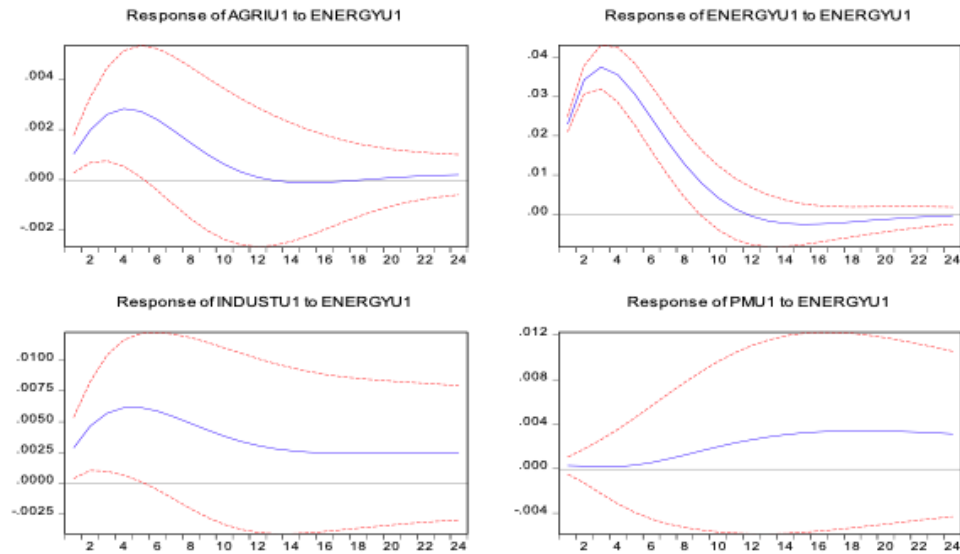 Response of AGRIU1 to ENERGYU1
.004
.002
.000
-.002
2 4 6 8 10 12 14 16 18 20 22 24
Response of ENERGYU1 to ENERGYU1
.04
.03
.02
.01
.00
2 4 6 8 10 12 14 16 18 20 22 24
Response of INDUSTU1 to ENERGYU1
.0100
.0075
.0050
.0025
.0000
-.0025
2 4 6 8 10 12 14 16 18 20 22 24
Response of PMU1 to ENERGYU1
.012
.008
.004
.000
-.004
2 4 6 8 10 12 14 16 18 20 22 24